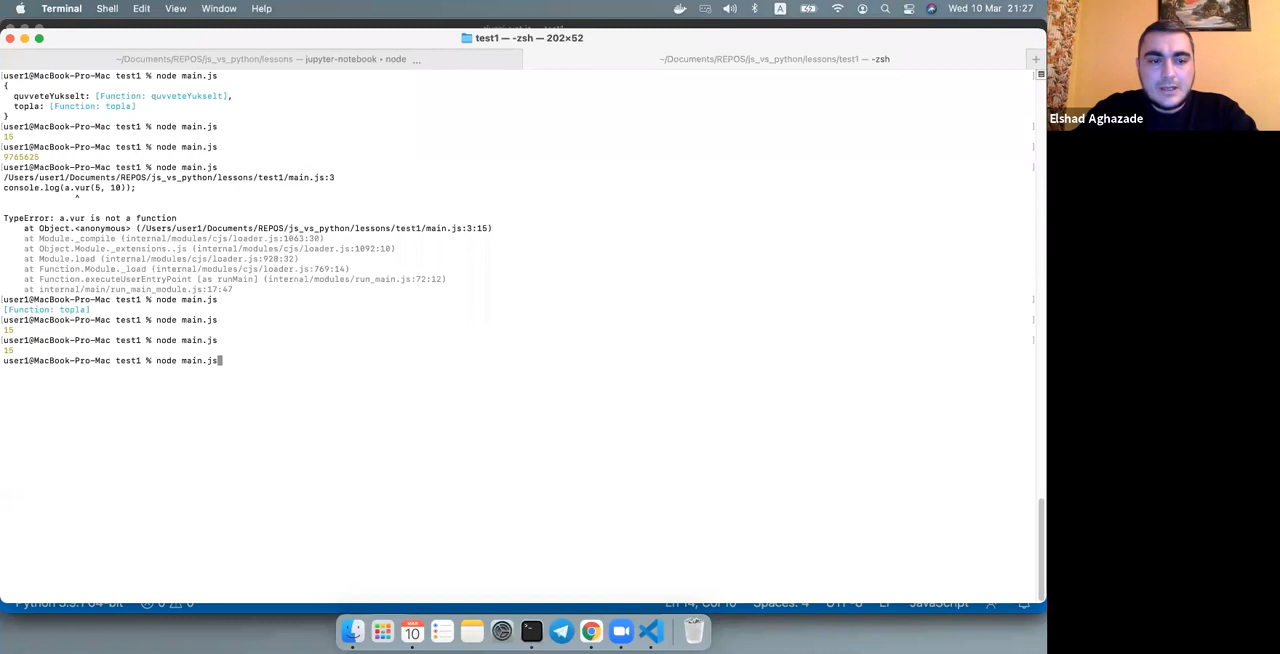 Terminal Shell Edit View Window Help
A
Wed 10 Mar 21:27
test1 — -zsh — 202×52
~/Documents/REPOS/js_vs_python/lessons — jupyter-notebook • node ...
~/Documents/REPOS/js_vs_python/lessons/test1 — -zsh
+
[user1@MacBook-Pro-Mac test1 % node main.js ]
{
quvveteYukselt: [Function: quvveteYukselt],
topla: [Function: topla]
}
[user1@MacBook-Pro-Mac test1 % node main.js ]
15
[user1@MacBook-Pro-Mac test1 % node main.js ]
9765625
[user1@MacBook-Pro-Mac test1 % node main.js ]
/Users/user1/Documents/REPOS/js_vs_python/lessons/test1/main.js:3
console.log(a.vur(5, 10));
^
TypeError: a.vur is not a function
at Object.<anonymous> (/Users/user1/Documents/REPOS/js_vs_python/lessons/test1/main.js:3:15)
at Module._compile (internal/modules/cjs/loader.js:1063:30)
at Object.Module._extensions..js (internal/modules/cjs/loader.js:1092:10)
at Module.load (internal/modules/cjs/loader.js:928:32)
at Function.Module._load (internal/modules/cjs/loader.js:769:14)
at Function.executeUserEntryPoint [as runMain] (internal/modules/run_main.js:72:12)
at internal/main/run_main_module.js:17:47
[user1@MacBook-Pro-Mac test1 % node main.js ]
[Function: topla]
[user1@MacBook-Pro-Mac test1 % node main.js ]
15
[user1@MacBook-Pro-Mac test1 % node main.js ]
15
user1@MacBook-Pro-Mac test1 % node main.js
Elshad Aghazade
Spaces: 4 JavaScript
MAR
10